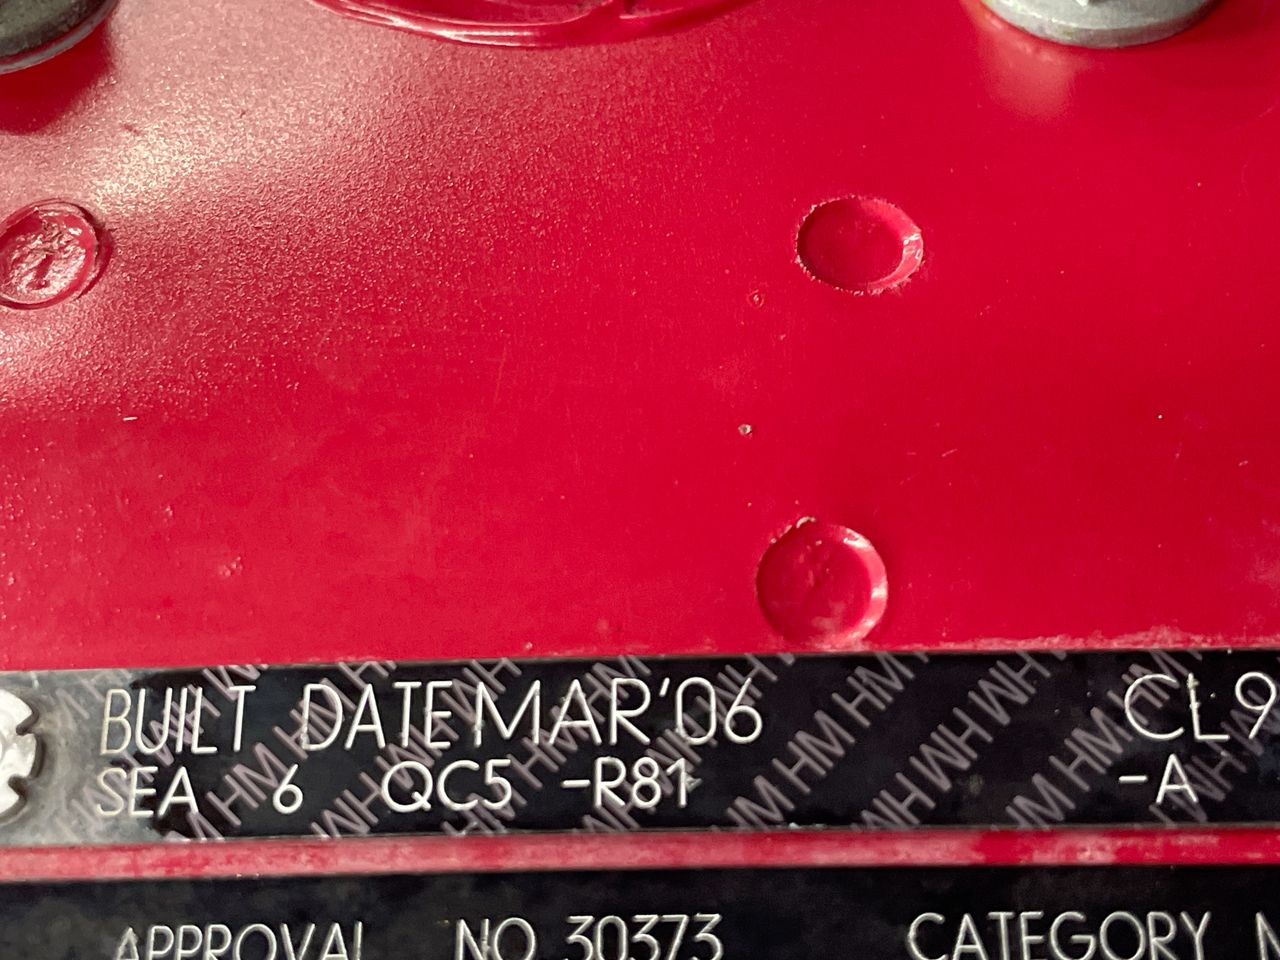 BUILT DATE MAR'06 CL9
SEA 6 QC5 -R81 -A
APPROVAL NO 30373 CATEGORY